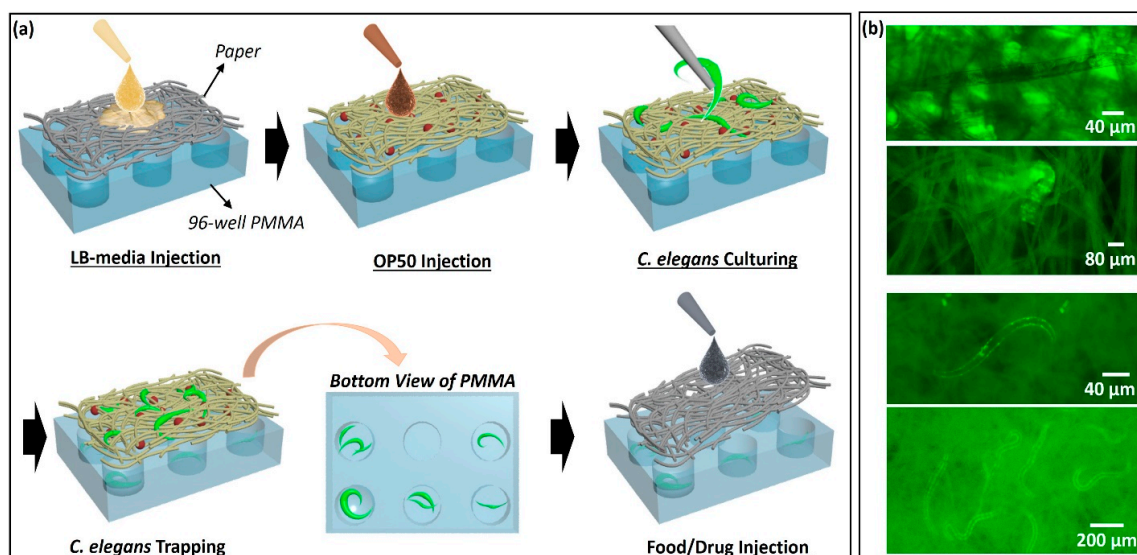 (a)
Paper
96-well PMMA
LB-media Injection
OP50 Injection
C. elegans Culturing
C. elegans Trapping
Bottom View of PMMA
Food/Drug Injection
(b)
40 μm
80 μm
40 μm
200 μm